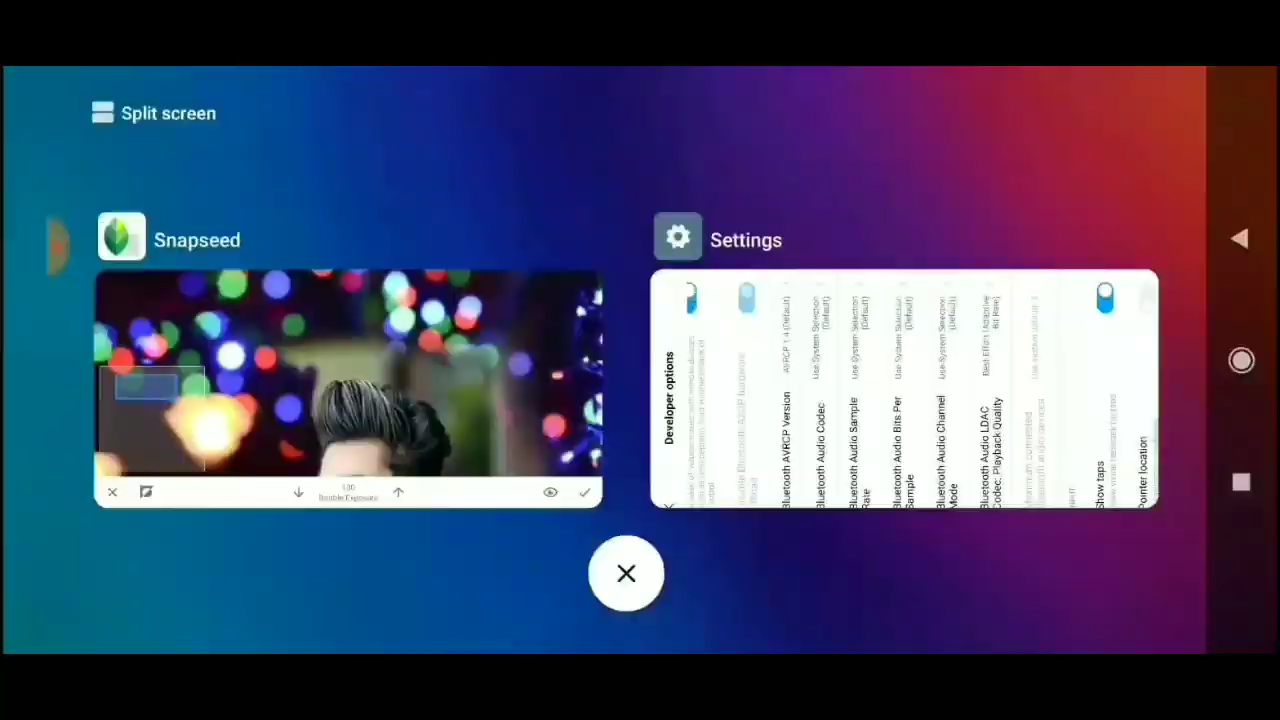 Split screen
Snapseed
Settings
100
Double Exposure
Developer options
Bluetooth AVRCP Version
AVRCP 1.4 (Default)
Bluetooth Audio Codec
Use System Selection
(Default)
Bluetooth Audio Sample
Rate
Use System Selection
(Default)
Bluetooth Audio Bits Per
Sample
Use System Selection
(Default)
Bluetooth Audio Channel
Mode
Use System Selection
(Default)
Bluetooth Audio LDAC
Codec: Playback Quality
Best Effort (Adaptive
Bit Rate)
Show taps
Pointer location